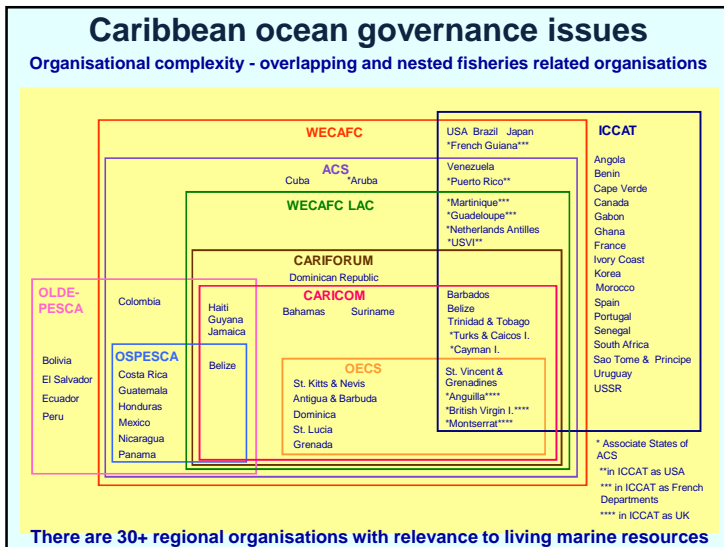 Caribbean ocean governance issues
Organisational complexity - overlapping and nested fisheries related organisations
WECAFC
USA Brazil Japan
*French Guiana***
ICCAT
ACS
Cuba *Aruba
Venezuela
*Puerto Rico**
WECAFC LAC
*Martinique***
*Guadeloupe***
*Netherlands Antilles
*USVI**
CARIFORUM
Dominican Republic
OLDE-
PESCA
Colombia
Haiti
Guyana
Jamaica
CARICOM
Bahamas Suriname
Barbados
Belize
Trinidad & Tobago
*Turks & Caicos I.
*Cayman I.
Bolivia
El Salvador
Ecuador
Peru
OSPESCA
Costa Rica
Guatemala
Honduras
Mexico
Nicaragua
Panama
Belize
OECS
St. Kitts & Nevis
Antigua & Barbuda
Dominica
St. Lucia
Grenada
St. Vincent &
Grenadines
*Anguilla****
*British Virgin I.****
*Montserrat****
Angola
Benin
Cape Verde
Canada
Gabon
Ghana
France
Ivory Coast
Korea
Morocco
Spain
Portugal
Senegal
South Africa
Sao Tome & Principe
Uruguay
USSR
* Associate States of
ACS
**in ICCAT as USA
*** in ICCAT as French
Departments
**** in ICCAT as UK
There are 30+ regional organisations with relevance to living marine resources